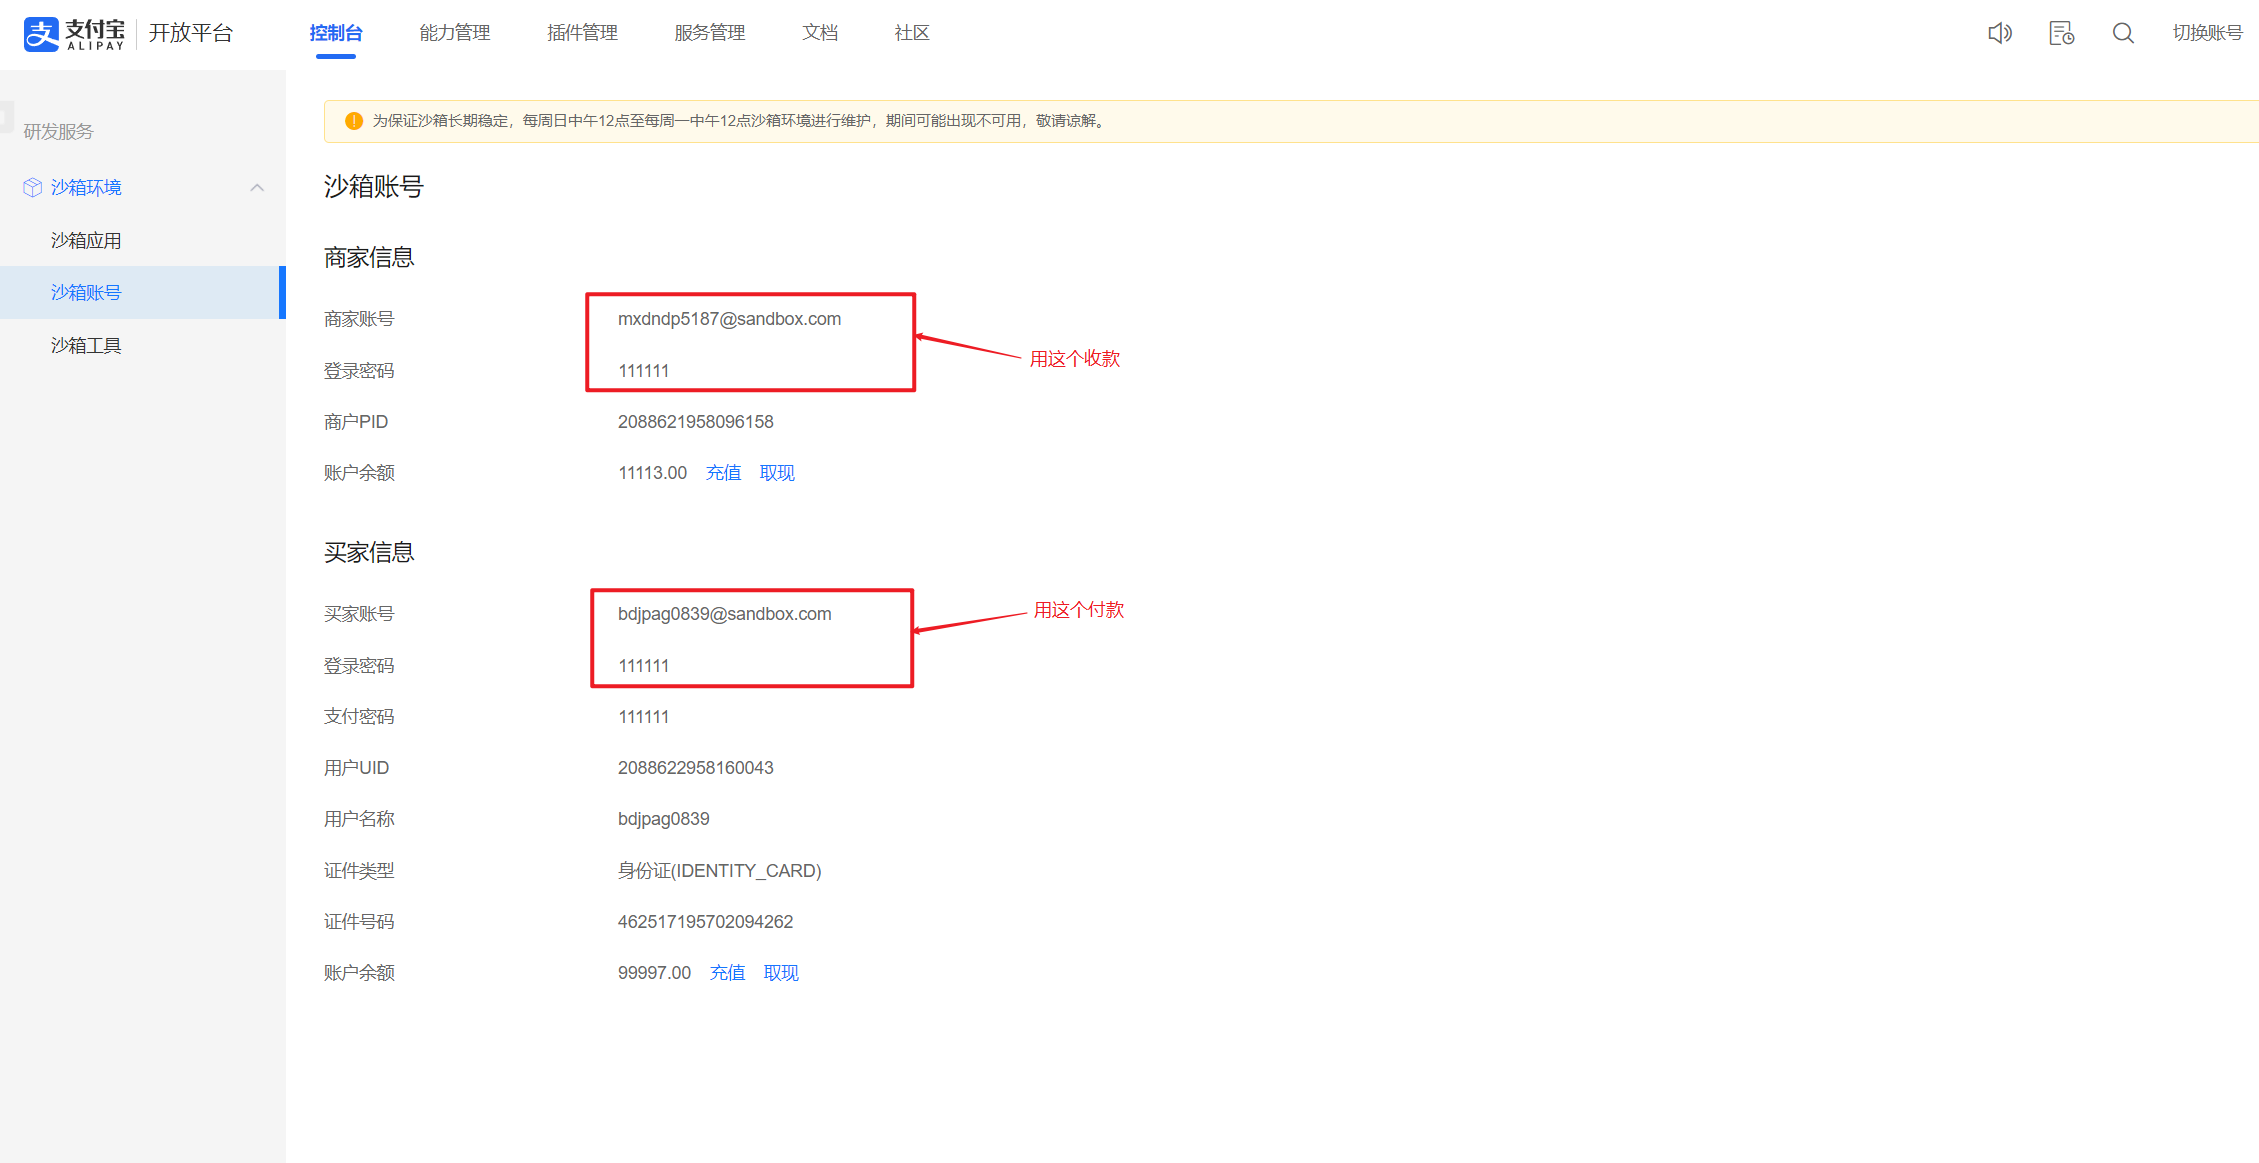 支付宝 ALIPAY 开放平台 控制台 能力管理 插件管理 服务管理 文档 社区 切换账号
研发服务
沙箱环境
沙箱应用
沙箱账号
沙箱工具
为保证沙箱长期稳定，每周日中午12点至每周一中午12点沙箱环境进行维护，期间可能出现不可用，敬请谅解。
沙箱账号
商家信息
商家账号 mxdndp5187@sandbox.com
用这个收款
登录密码 111111
商户PID 2088621958096158
账户余额 11113.00 充值 取现
买家信息
买家账号 bdjpag0839@sandbox.com 用这个付款
登录密码 111111
支付密码 111111
用户UID 2088622958160043
用户名称 bdjpag0839
证件类型 身份证(IDENTITY_CARD)
证件号码 462517195702094262
账户余额 99997.00 充值 取现